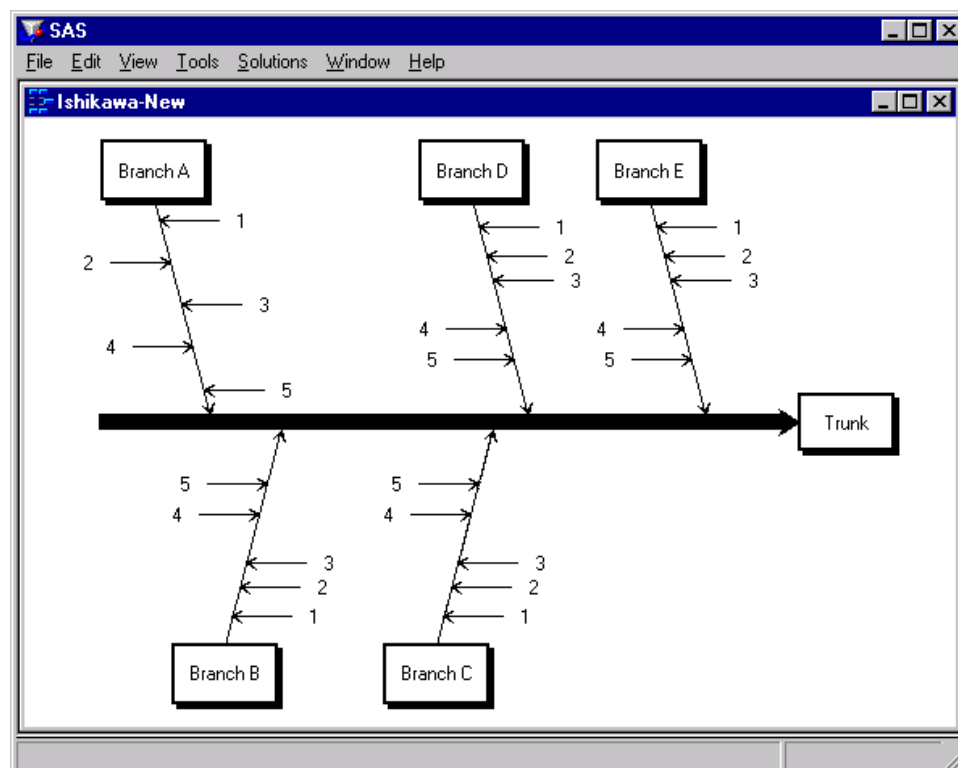 SAS
File Edit View Tools Solutions Window Help
Ishikawa-New
Branch A Branch D Branch E
1 1 1
2 2 2
3 3 3
4 4 4
5 5 5
Trunk
5 5
4 4
3 3
2 2
1 1
Branch B Branch C